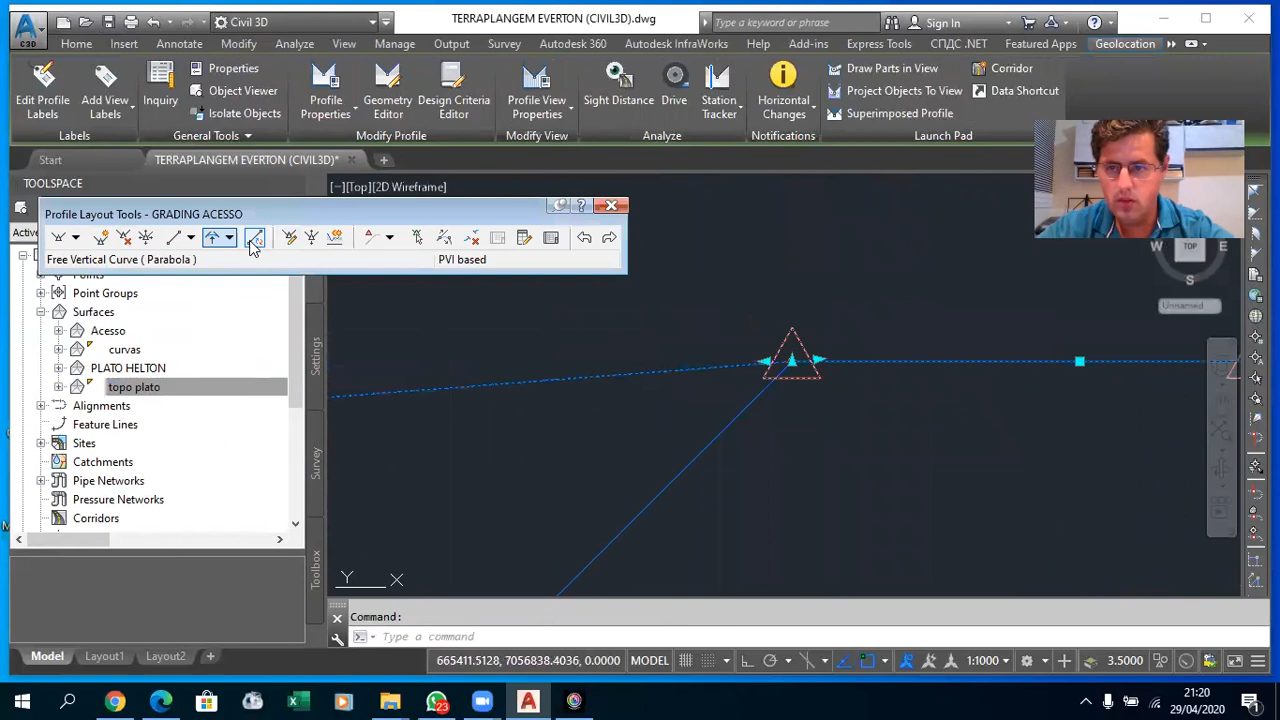 Civil 3D
TERRAPLANGEM EVERTON (CIVIL3D).dwg
Type a keyword or phrase
Sign In
C3D
Home Insert Annotate Modify Analyze View Manage Output Survey Autodesk 360 Autodesk InfraWorks Help Add-ins Express Tools СПДС .NET Featured Apps Geolocation
Edit Profile Labels
Add View Labels
Inquiry
Properties
Object Viewer
Isolate Objects
Profile Properties
Geometry Editor
Design Criteria Editor
Profile View Properties
Sight Distance
Drive
Station Tracker
Horizontal Changes
Draw Parts in View
Project Objects To View
Superimposed Profile
Corridor
Data Shortcut
Labels General Tools Modify Profile Modify View Analyze Notifications Launch Pad
Start TERRAPLANGEM EVERTON (CIVIL3D)*
TOOLSPACE
[−][Top][2D Wireframe]
Profile Layout Tools - GRADING ACESSO
Free Vertical Curve ( Parabola ) PVI based
Points
Point Groups
Surfaces
Acesso
curvas
PLATO HELTON
topo plato
Alignments
Feature Lines
Sites
Catchments
Pipe Networks
Pressure Networks
Corridors
Settings
Survey
Toolbox
W TOP E
S
Unnamed
Y X
Command:
Type a command
Model Layout1 Layout2
665411.5128, 7056838.4036, 0.0000 MODEL 1:1000 3.5000
23
21:20
29/04/2020
1